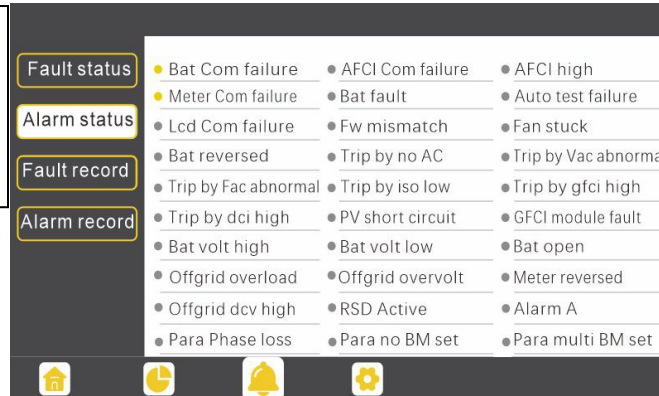 Fault status
Alarm status
Fault record
Alarm record
Bat Com failure AFCI Com failure AFCI high
Meter Com failure Bat fault Auto test failure
Lcd Com failure Fw mismatch Fan stuck
Bat reversed Trip by no AC Trip by Vac abnorma
Trip by Fac abnormal Trip by iso low Trip by gfci high
Trip by dci high PV short circuit GFCI module fault
Bat volt high Bat volt low Bat open
Offgrid overload Offgrid overvolt Meter reversed
Offgrid dcv high RSD Active Alarm A
Para Phase loss Para no BM set Para multi BM set